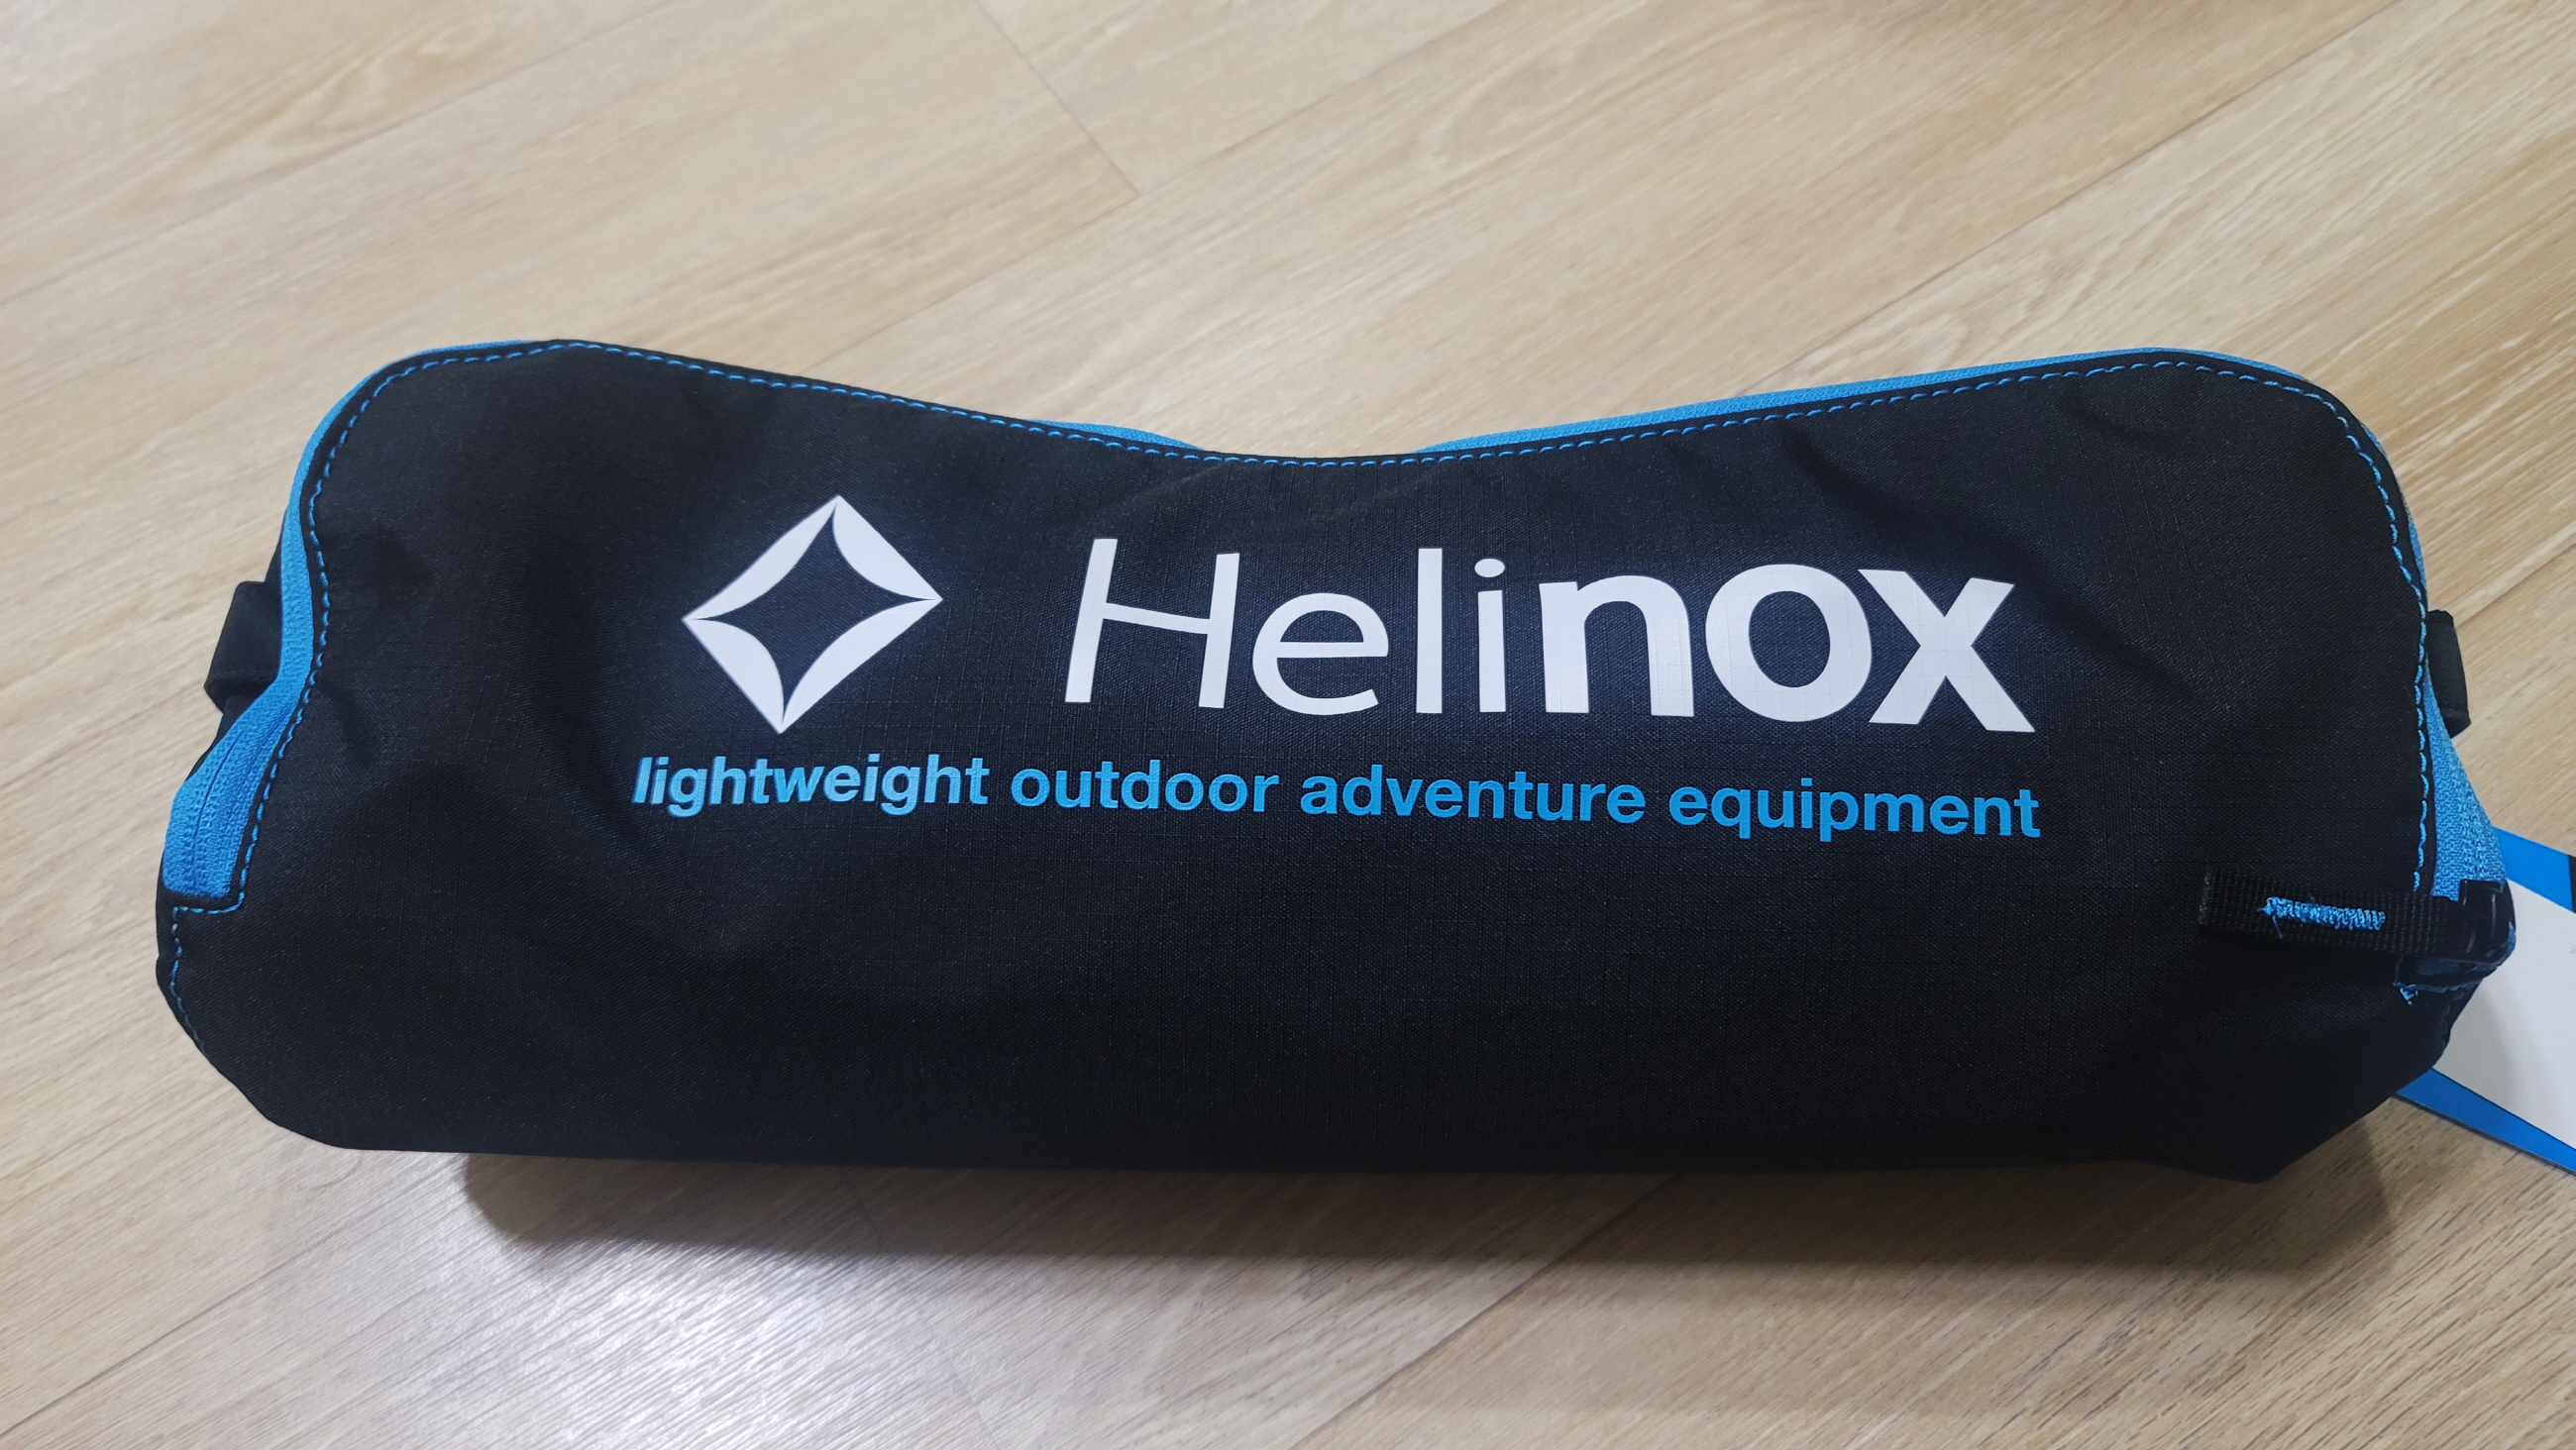 Helinox
lightweight outdoor adventure equipment